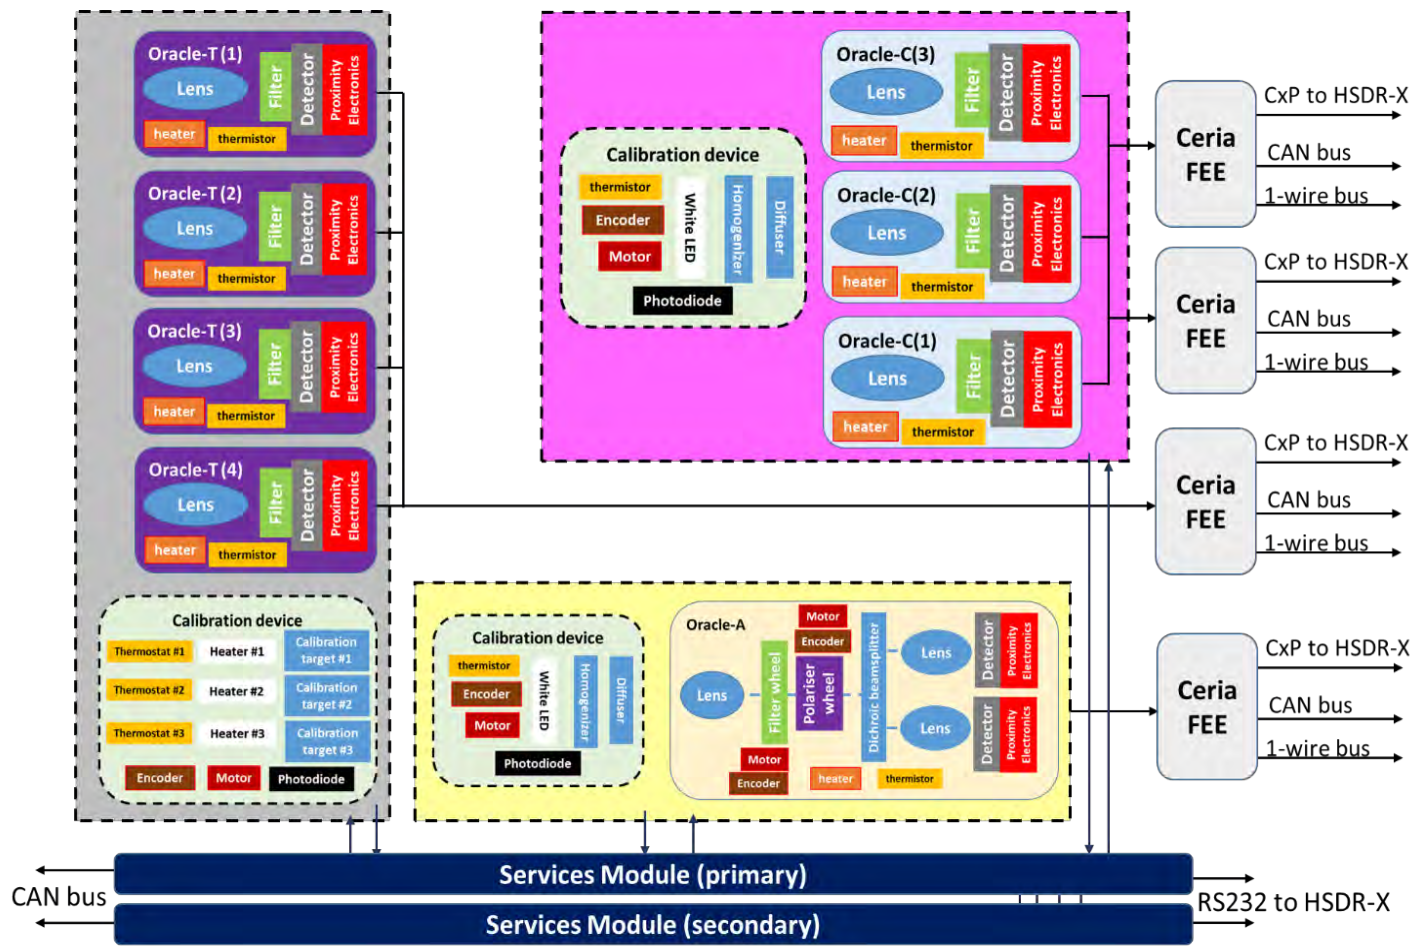 Oracle-T (1)
Lens
Filter
Detector
Proximity
Electronics
heater
thermistor
Oracle-T (2)
Lens
Filter
Detector
Proximity
Electronics
heater
thermistor
Oracle-T (3)
Lens
Filter
Detector
Proximity
Electronics
heater
thermistor
Oracle-T (4)
Lens
Filter
Detector
Proximity
Electronics
heater
thermistor
Calibration device
Thermostat #1
Heater #1
Calibration
target #1
Thermostat #2
Heater #2
Calibration
target #2
Thermostat #3
Heater #3
Calibration
target #3
Encoder
Motor
Photodiode
Calibration device
thermistor
Encoder
Motor
White LED
Homogenizer
Diffuser
Photodiode
Oracle-C(3)
Lens
Filter
Detector
Proximity
Electronics
heater
thermistor
Oracle-C(2)
Lens
Filter
Detector
Proximity
Electronics
heater
thermistor
Oracle-C(1)
Lens
Filter
Detector
Proximity
Electronics
heater
thermistor
Calibration device
thermistor
Encoder
Motor
White LED
Homogenizer
Diffuser
Photodiode
Oracle-A
Lens
Filter wheel
Motor
Encoder
Polariser
wheel
Motor
Encoder
Dichroic beamsplitter
Lens
Detector
Proximity
Electronics
Lens
Detector
Proximity
Electronics
heater
thermistor
Ceria
FEE
CxP to HSDR-X
CAN bus
1-wire bus
Ceria
FEE
CxP to HSDR-X
CAN bus
1-wire bus
Ceria
FEE
CxP to HSDR-X
CAN bus
1-wire bus
Ceria
FEE
CxP to HSDR-X
CAN bus
1-wire bus
Services Module (primary)
CAN bus
RS232 to HSDR-X
Services Module (secondary)